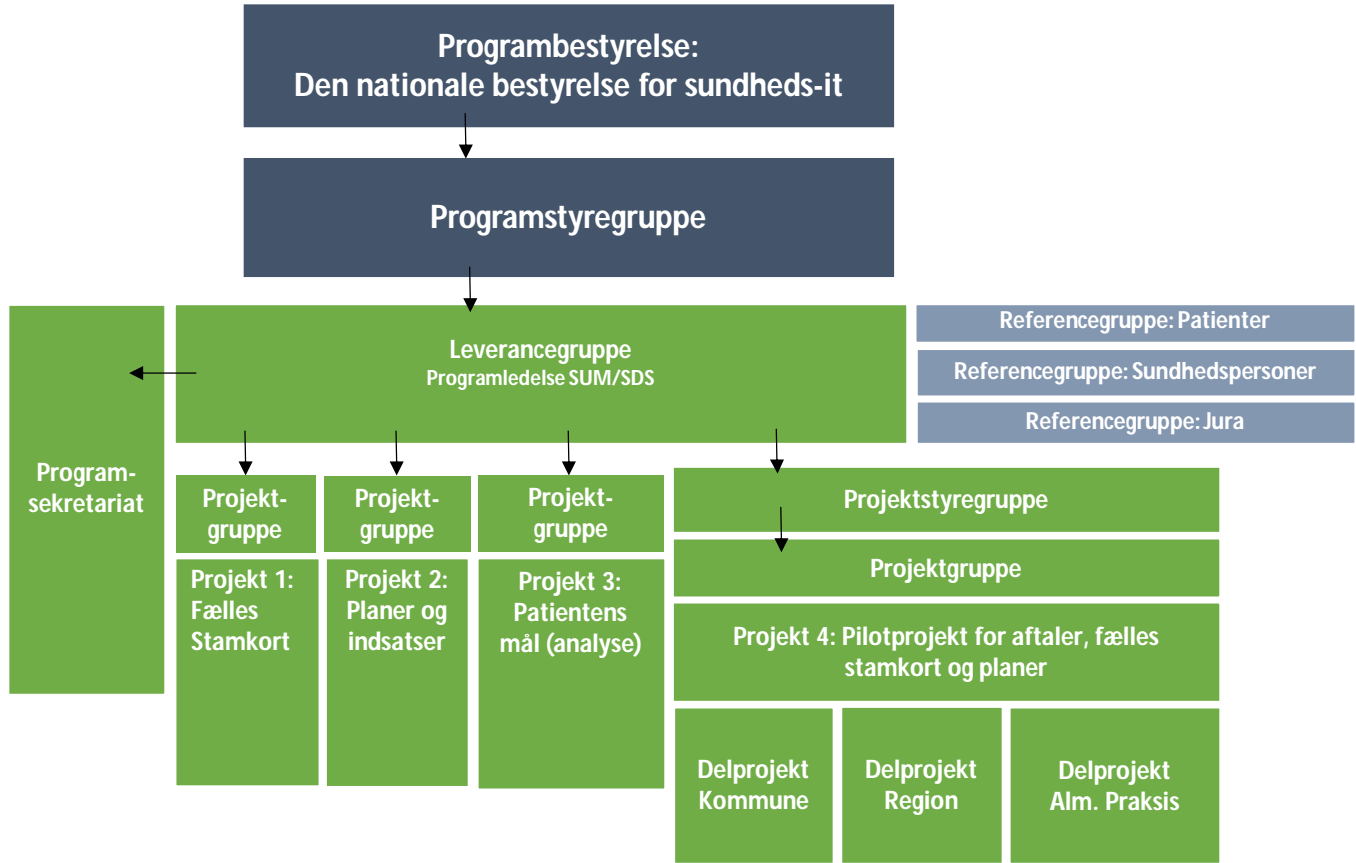 Programbestyrelse:
Den nationale bestyrelse for sundheds-it
Programstyregruppe
Leverancegruppe
Programledelse SUM/SDS
Referencegruppe: Patienter
Referencegruppe: Sundhedspersoner
Referencegruppe: Jura
Program-
sekretariat
Projekt-
gruppe
Projekt-
gruppe
Projekt-
gruppe
Projektstyregruppe
Projektgruppe
Projekt 1:
Fælles
Stamkort
Projekt 2:
Planer og
indsatser
Projekt 3:
Patientens
mål (analyse)
Projekt 4: Pilotprojekt for aftaler, fælles
stamkort og planer
Delprojekt
Kommune
Delprojekt
Region
Delprojekt
Alm. Praksis